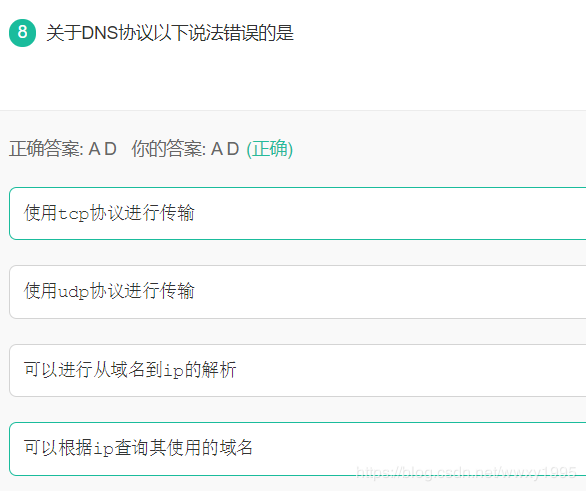 8 关于DNS协议以下说法错误的是
正确答案: A D 你的答案: A D (正确)
使用tcp协议进行传输
使用udp协议进行传输
可以进行从域名到ip的解析
可以根据ip查询其使用的域名
https://blog.csdn.net/wwxy1995